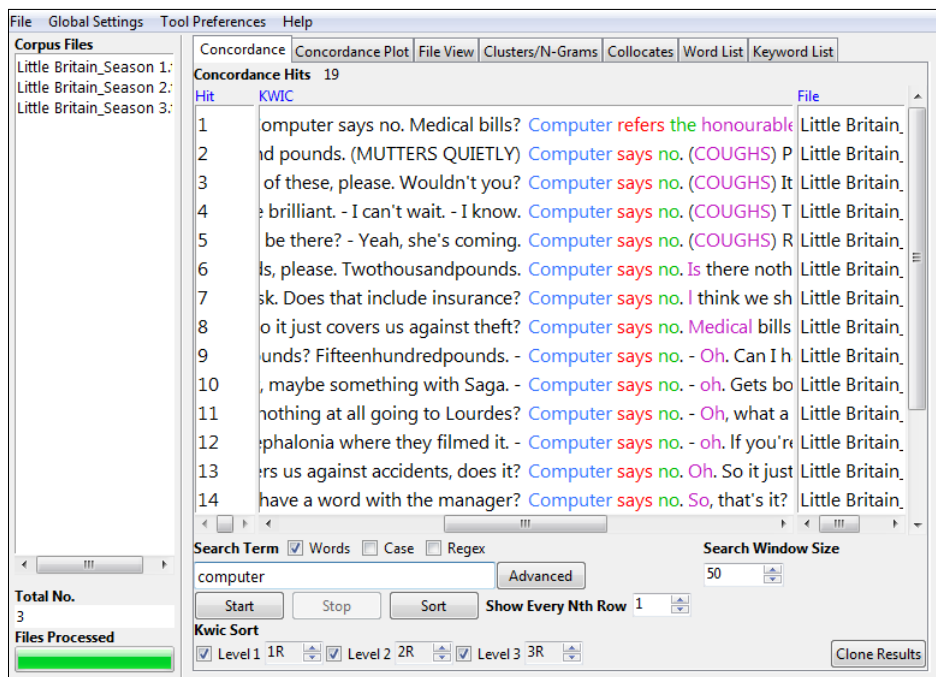 File Global Settings Tool Preferences Help
Corpus Files
Little Britain_Season 1.
Little Britain_Season 2.
Little Britain_Season 3.
Total No.
3
Files Processed
Concordance Concordance Plot File View Clusters/N-Grams Collocates Word List Keyword List
Concordance Hits 19
Hit KWIC File
1 omputer says no. Medical bills? Computer refers the honourable Little Britain_
2 nd pounds. (MUTTERS QUIETLY) Computer says no. (COUGHS) P Little Britain_
3 of these, please. Wouldn't you? Computer says no. (COUGHS) It Little Britain_
4 brilliant. - I can't wait. - I know. Computer says no. (COUGHS) T Little Britain_
5 be there? - Yeah, she's coming. Computer says no. (COUGHS) R Little Britain_
6 ds, please. Twothousandpounds. Computer says no. Is there noth Little Britain_
7 sk. Does that include insurance? Computer says no. I think we sh Little Britain_
8 o it just covers us against theft? Computer says no. Medical bills Little Britain_
9 ounds? Fifteenhundredpounds. - Computer says no. - Oh. Can I h Little Britain_
10 , maybe something with Saga. - Computer says no. - oh. Gets bo Little Britain_
11 nothing at all going to Lourdes? Computer says no. - Oh, what a Little Britain_
12 ephalonia where they filmed it. - Computer says no. - oh. If you're Little Britain_
13 ers us against accidents, does it? Computer says no. Oh. So it just Little Britain_
14 have a word with the manager? Computer says no. So, that's it? Little Britain_
Search Term Words Case Regex Search Window Size
computer Advanced 50
Start Stop Sort Show Every Nth Row 1
Kwic Sort
Level 1 1R Level 2 2R Level 3 3R Clone Results